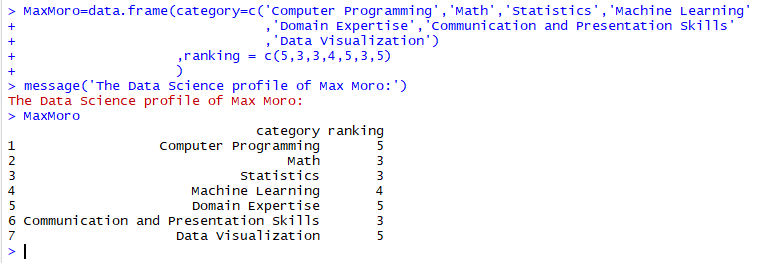 > MaxMoro=data.frame(category=c('Computer Programming','Math','Statistics','Machine Learning'
+ ,'Domain Expertise','Communication and Presentation Skills'
+ ,'Data Visualization')
+ ,ranking = c(5,3,3,4,5,3,5)
+ )
> message('The Data Science profile of Max Moro:')
The Data Science profile of Max Moro:
> MaxMoro
category ranking
1 Computer Programming 5
2 Math 3
3 Statistics 3
4 Machine Learning 4
5 Domain Expertise 5
6 Communication and Presentation Skills 3
7 Data Visualization 5
>